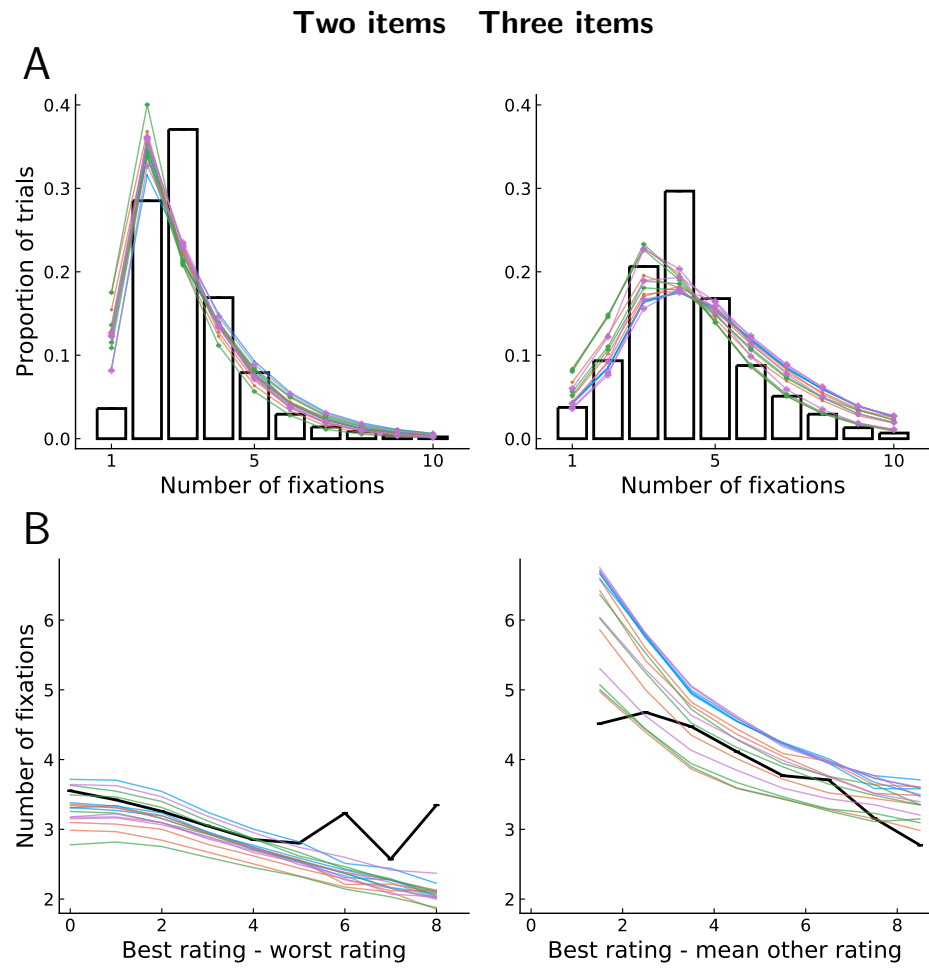 Two items Three items
A
Proportion of trials
0.4
0.3
0.2
0.1
0.0
1 5 10
Number of fixations
0.4
0.3
0.2
0.1
0.0
1 5 10
Number of fixations
B
Number of fixations
6
5
4
3
2
0 2 4 6 8
Best rating - worst rating
6
5
4
3
2
0 2 4 6 8
Best rating - mean other rating